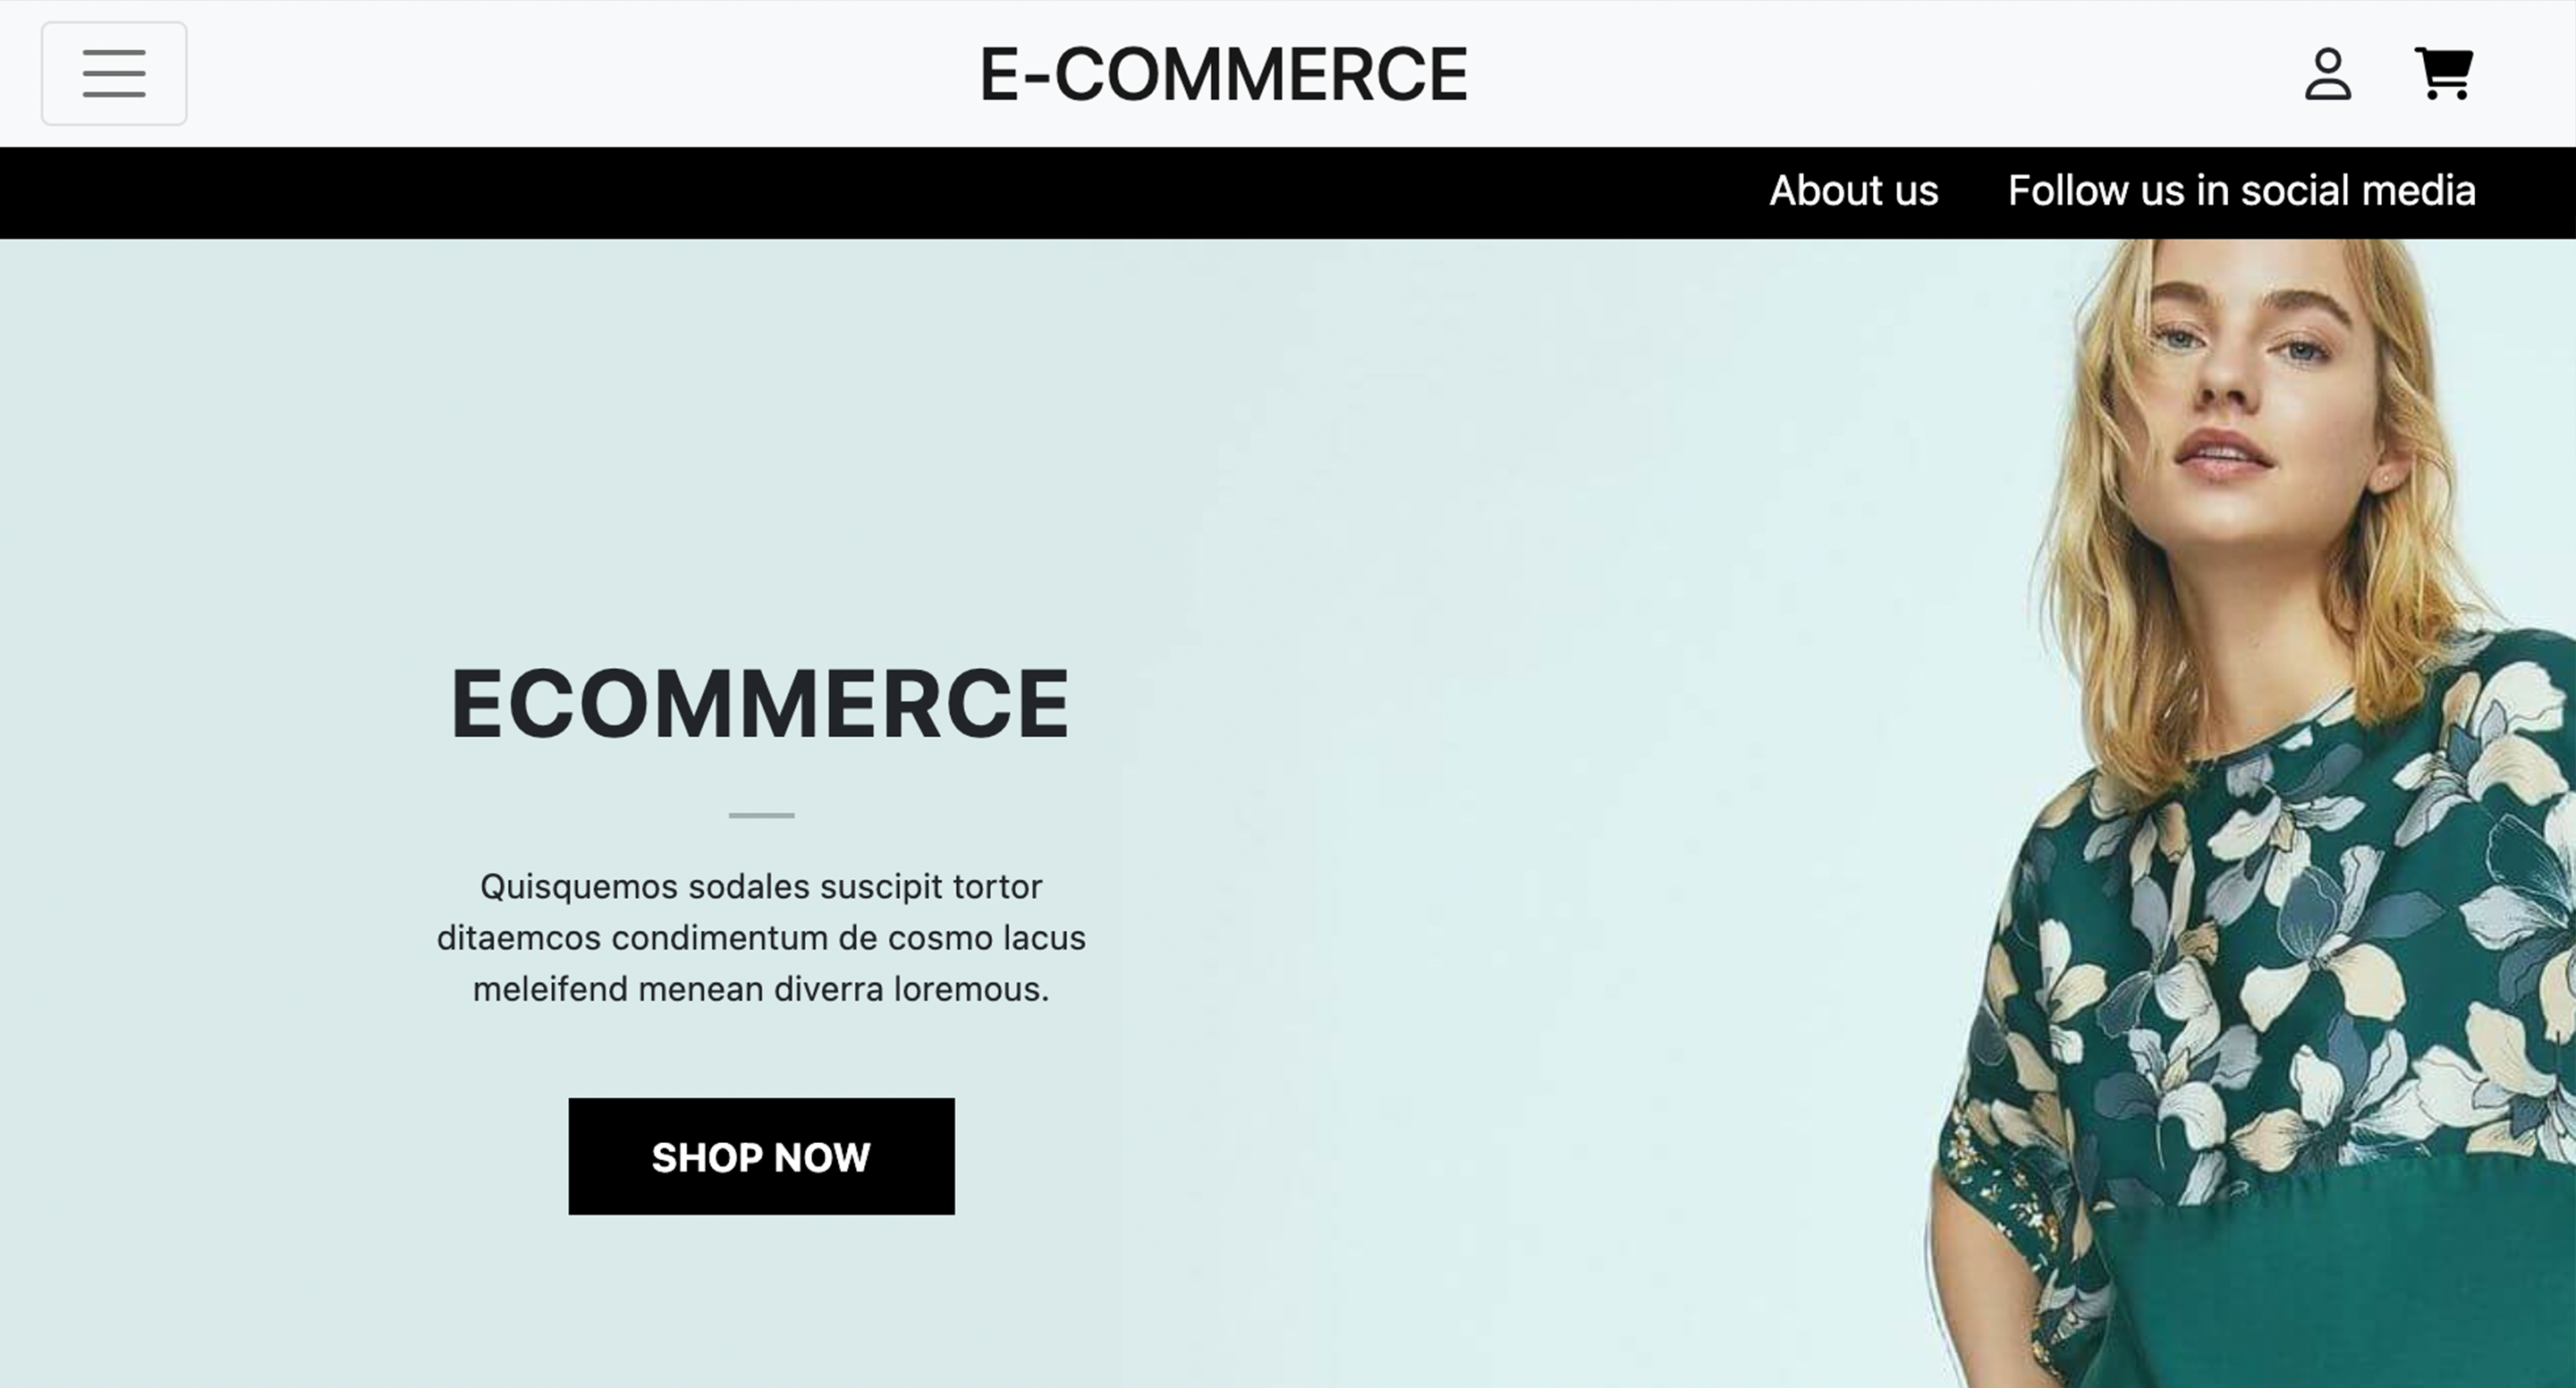 E-COMMERCE
About us
Follow us in social media
ECOMMERCE
Quisquemos sodales suscipit tortor
ditaemcos condimentum de cosmo lacus
meleifend menean diverra loremous.
SHOP NOW